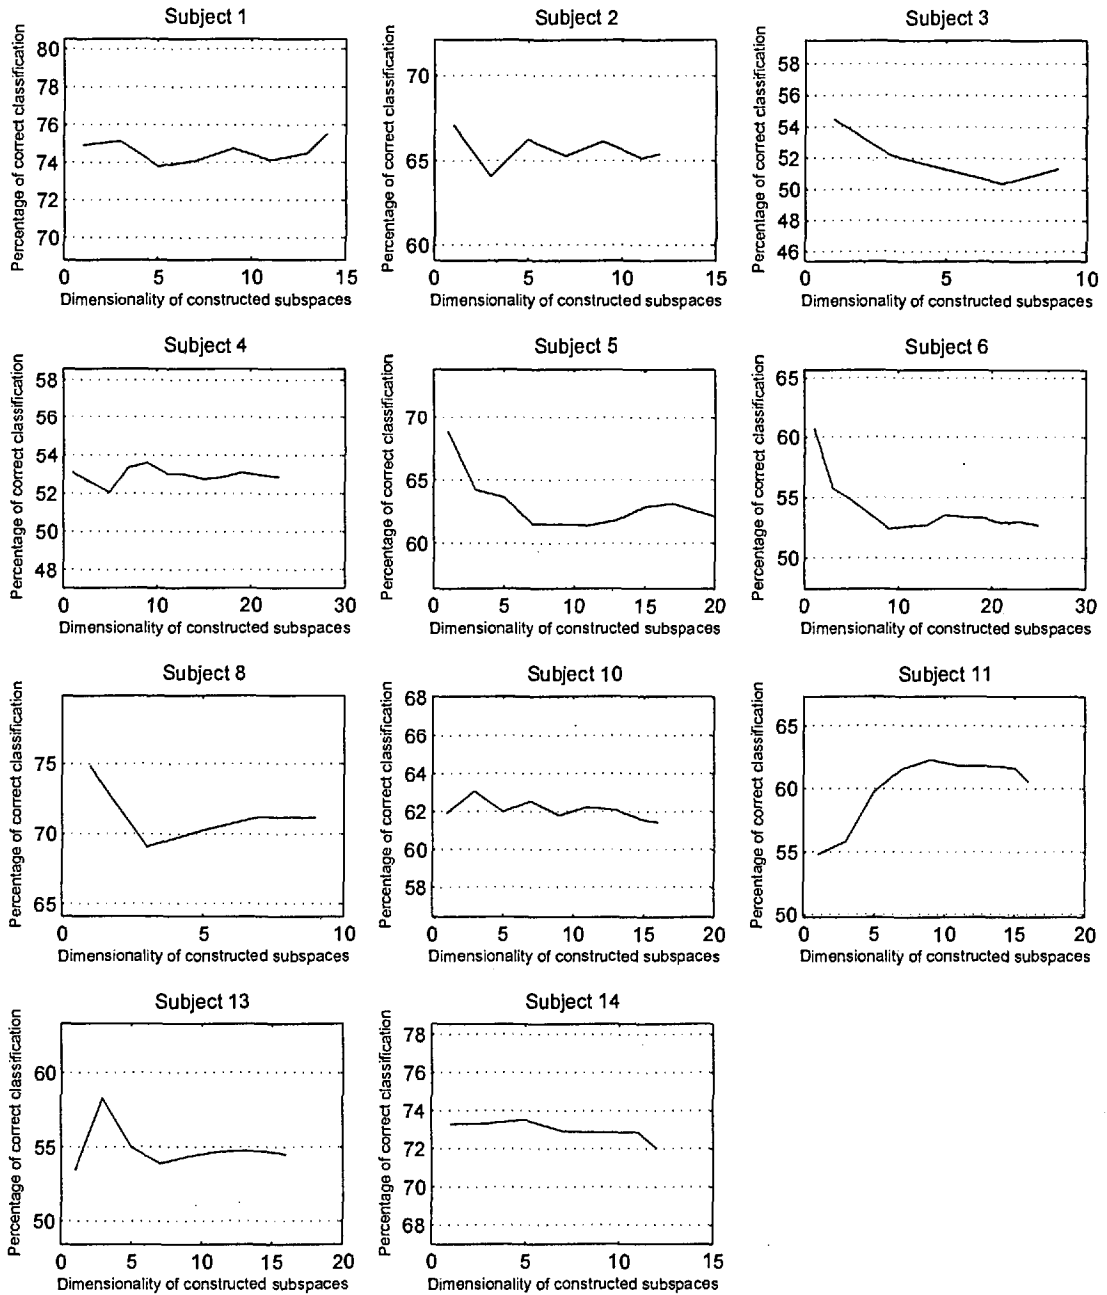 Subject 1
Percentage of correct classification
80
78
76
74
72
70
0 5 10 15
Dimensionality of constructed subspaces
Subject 2
Percentage of correct classification
70
65
60
0 5 10 15
Dimensionality of constructed subspaces
Subject 3
Percentage of correct classification
58
56
54
52
50
48
46
0 5 10
Dimensionality of constructed subspaces
Subject 4
Percentage of correct classification
58
56
54
52
50
48
0 10 20 30
Dimensionality of constructed subspaces
Subject 5
Percentage of correct classification
70
65
60
0 5 10 15 20
Dimensionality of constructed subspaces
Subject 6
Percentage of correct classification
65
60
55
50
0 10 20 30
Dimensionality of constructed subspaces
Subject 8
Percentage of correct classification
75
70
65
0 5 10
Dimensionality of constructed subspaces
Subject 10
Percentage of correct classification
68
66
64
62
60
58
0 5 10 15 20
Dimensionality of constructed subspaces
Subject 11
Percentage of correct classification
65
60
55
50
0 5 10 15 20
Dimensionality of constructed subspaces
Subject 13
Percentage of correct classification
60
55
50
0 5 10 15 20
Dimensionality of constructed subspaces
Subject 14
Percentage of correct classification
78
76
74
72
70
68
0 5 10 15
Dimensionality of constructed subspaces